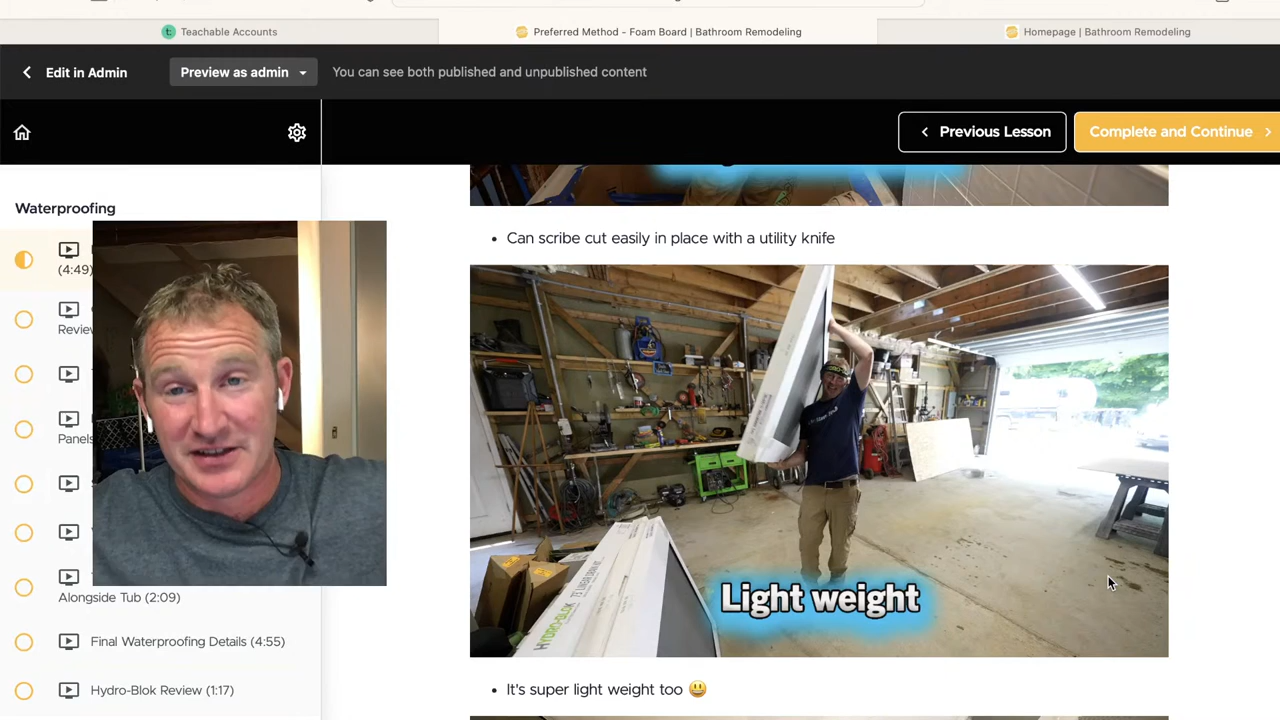 Teachable Accounts
Preferred Method - Foam Board | Bathroom Remodeling
Homepage | Bathroom Remodeling
Edit in Admin
Preview as admin
You can see both published and unpublished content
Previous Lesson
Complete and Continue
Waterproofing
(4:49)
Review
Panels
Alongside Tub (2:09)
Final Waterproofing Details (4:55)
Hydro-Blok Review (1:17)
Can scribe cut easily in place with a utility knife
HYDRO-BLOK
Light weight
It's super light weight too 😃